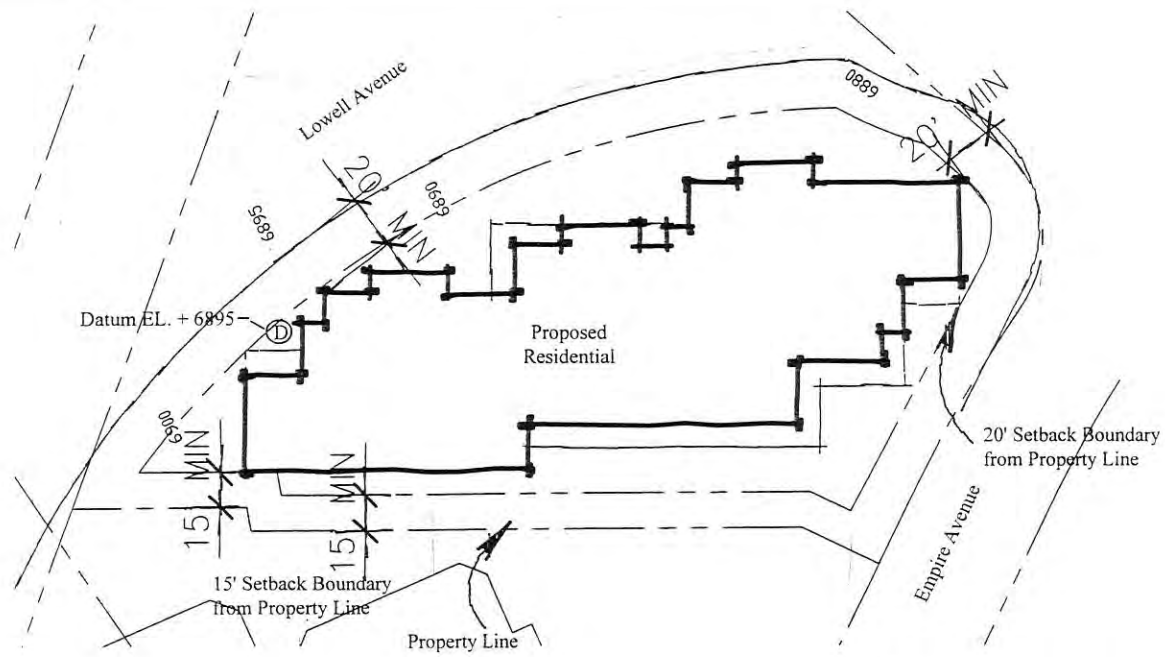 Lowell Avenue
20'
MIN
6895
6890
6880
20'
MIN
Datum EL. + 6895
D
Proposed
Residential
6900
MIN
15'
MIN
15'
20' Setback Boundary
from Property Line
Empire Avenue
15' Setback Boundary
from Property Line
Property Line